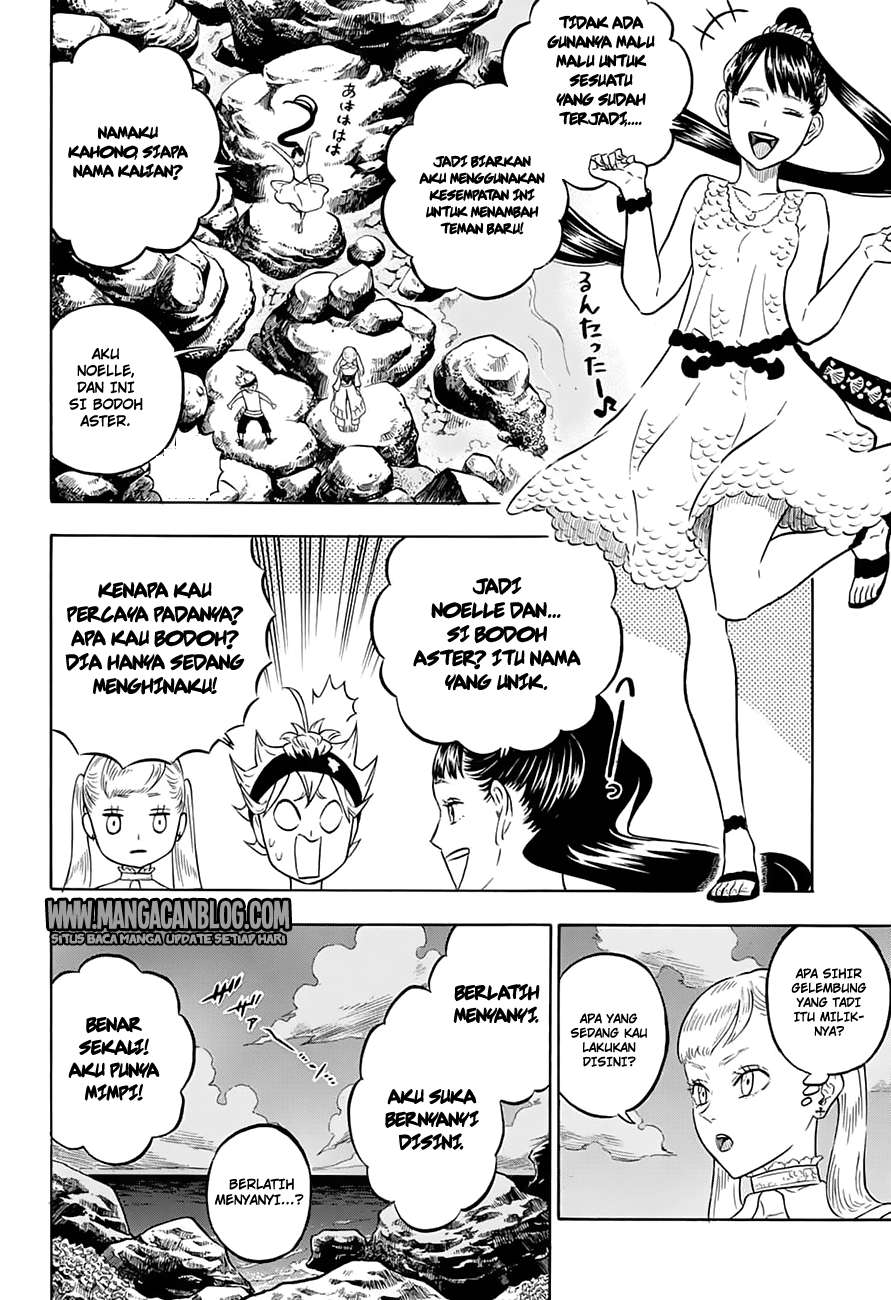 TIDAK ADA
GUNANYA MALU
MALU UNTUK
SESUATU
YANG SUDAH
TERJADI,....
JADI BIARKAN
AKU MENGGUNAKAN
KESEMPATAN INI
UNTUK MENAMBAH
TEMAN BARU!
るんたったー♪
あはははは
NAMAKU
KAHONO, SIAPA
NAMA KALIAN?
AKU
NOELLE,
DAN INI
SI BODOH
ASTER.
JADI
NOELLE DAN...
SI BODOH
ASTER? ITU NAMA
YANG UNIK.
KENAPA KAU
PERCAYA PADANYA?
APA KAU BODOH?
DIA HANYA SEDANG
MENGHINAKU!
WWW.MANGACANBLOG.COM
SITUS BACA MANGA UPDATE SETIAP HARI
APA SIHIR
GELEMBUNG
YANG TADI
ITU MILIK-
NYA?
APA YANG
SEDANG KAU
LAKUKAN
DISINI?
BERLATIH
MENYANYI.
AKU SUKA
BERNYANYI
DISINI.
BERLATIH
MENYANYI...?
BENAR
SEKALI!
AKU PUNYA
MIMPI!